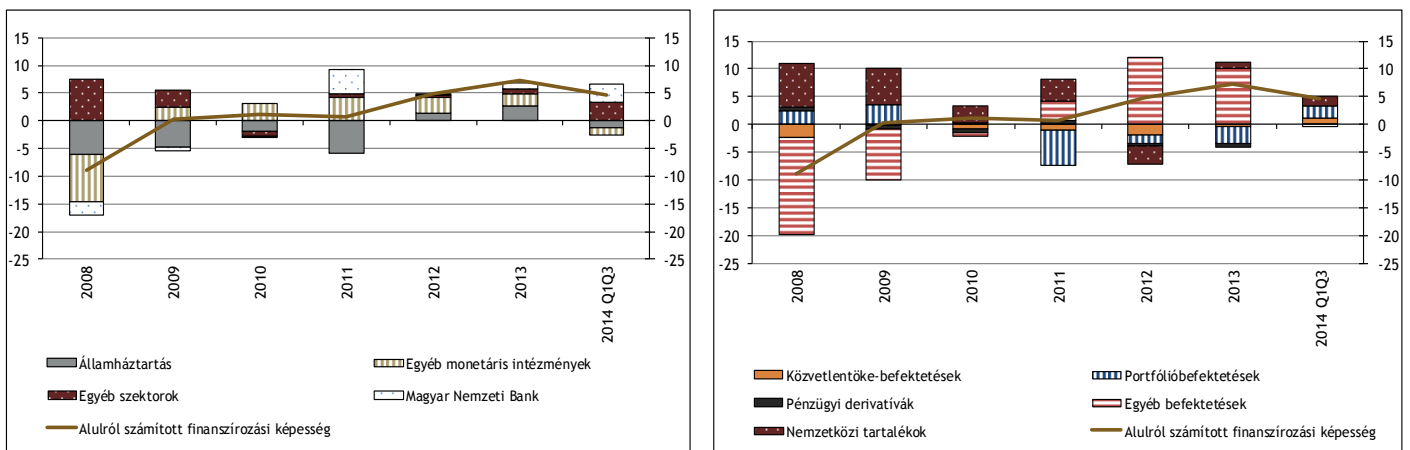 15 15
10 10
5 5
0 0
-5 -5
-10 -10
-15 -15
-20 -20
-25 -25
2008 2009 2010 2011 2012 2013 2014 Q1Q3
Államháztartás Egyéb monetáris intézmények
Egyéb szektorok Magyar Nemzeti Bank
Alulról számított finanszírozási képesség
15 15
10 10
5 5
0 0
-5 -5
-10 -10
-15 -15
-20 -20
-25 -25
2008 2009 2010 2011 2012 2013 2014 Q1Q3
Közvetlentőke-befektetések Portfólióbefektetések
Pénzügyi derivatívák Egyéb befektetések
Nemzetközi tartalékok Alulról számított finanszírozási képesség